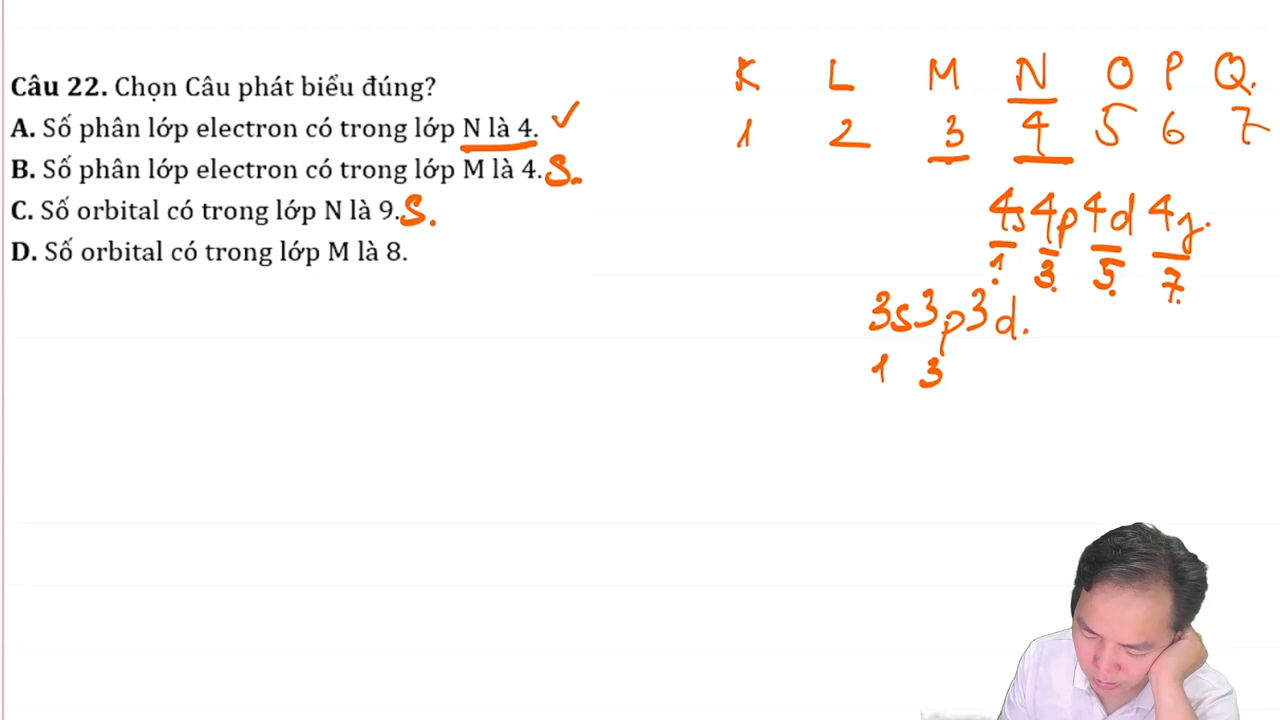 Câu 22. Chọn Câu phát biểu đúng?
A. Số phân lớp electron có trong lớp N là 4.
B. Số phân lớp electron có trong lớp M là 4. S.
C. Số orbital có trong lớp N là 9. S.
D. Số orbital có trong lớp M là 8.
K L M N O P Q.
1 2 3 4 5 6 7
4s 4p 4d 4f.
1 3 5 7
3s 3p 3d.
1 3